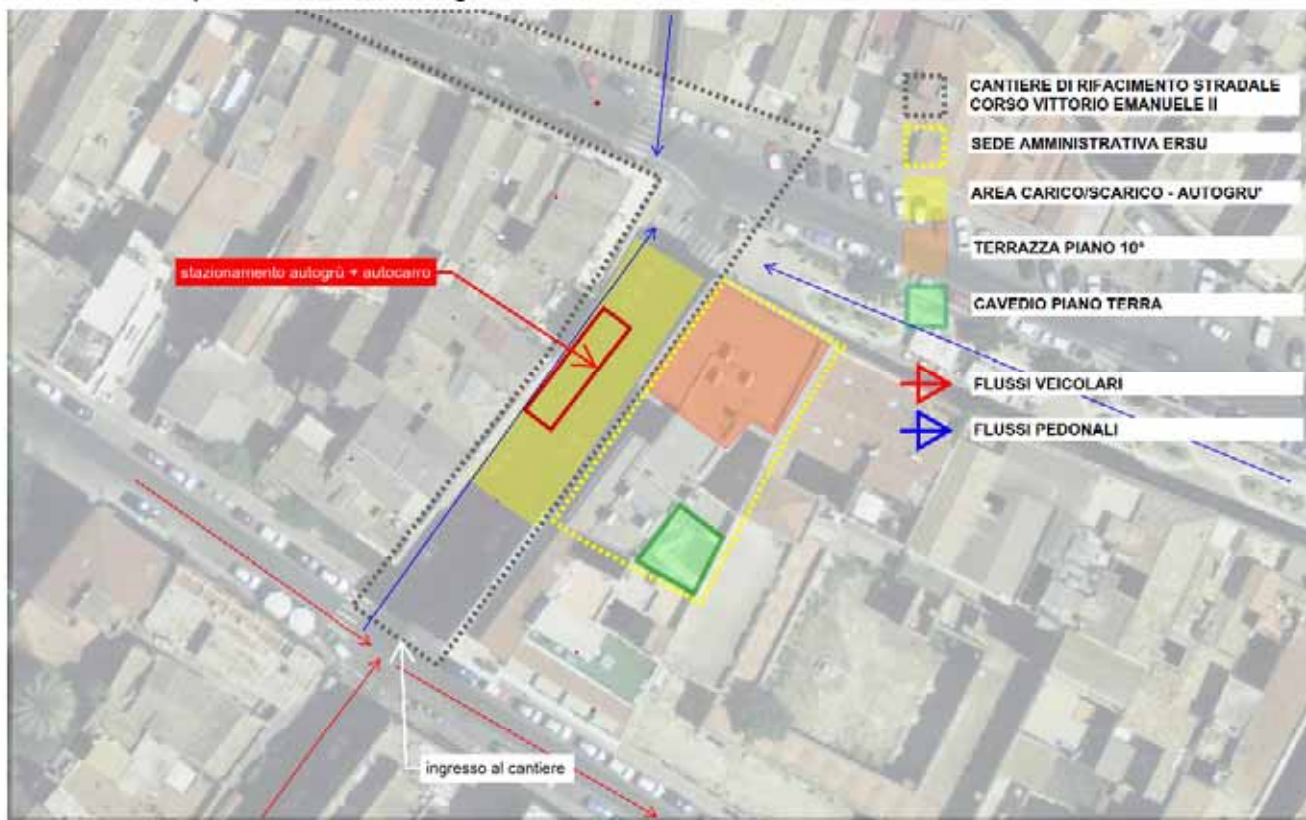 CANTIERE DI RIFACIMENTO STRADALE
CORSO VITTORIO EMANUELE II
SEDE AMMINISTRATIVA ERSU
AREA CARICO/SCARICO - AUTOGRU'
TERRAZZA PIANO 10°
stazionamento autogrù + autocarro
CAVEDIO PIANO TERRA
FLUSSI VEICOLARI
FLUSSI PEDONALI
ingresso al cantiere